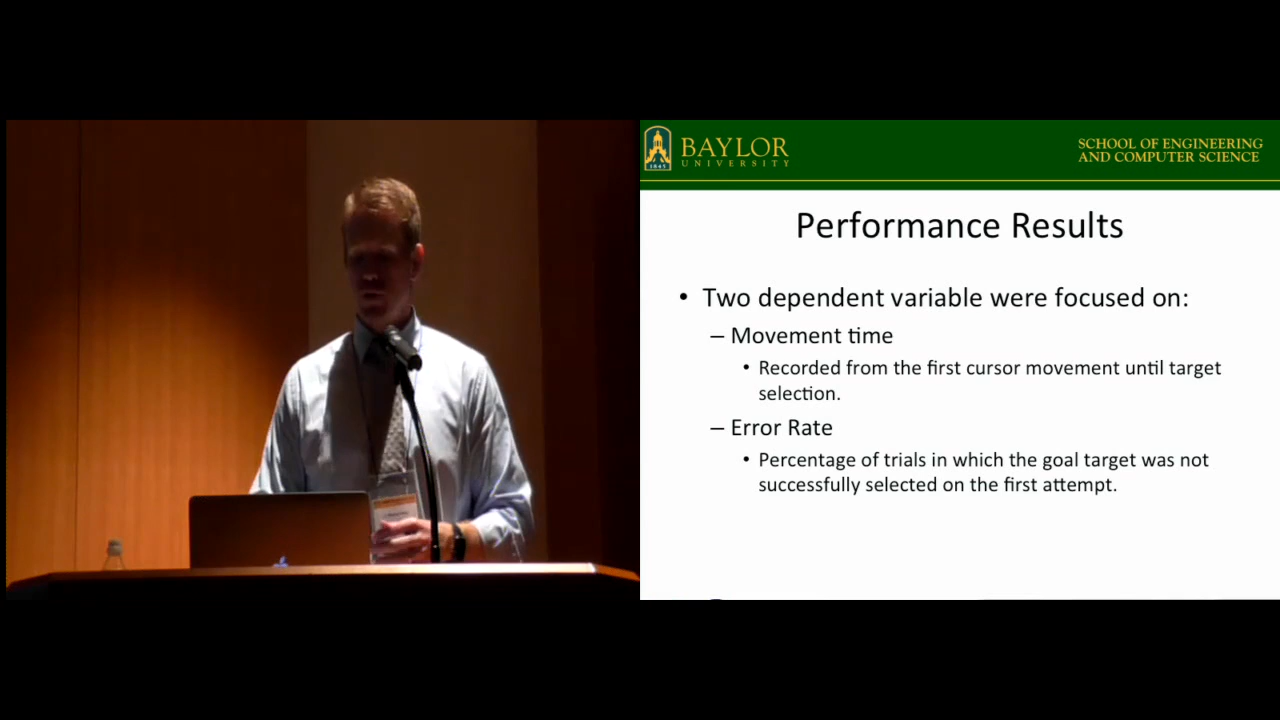 BAYLOR
UNIVERSITY
1845
SCHOOL OF ENGINEERING
AND COMPUTER SCIENCE
Performance Results
• Two dependent variable were focused on:
– Movement time
• Recorded from the first cursor movement until target
selection.
– Error Rate
• Percentage of trials in which the goal target was not
successfully selected on the first attempt.